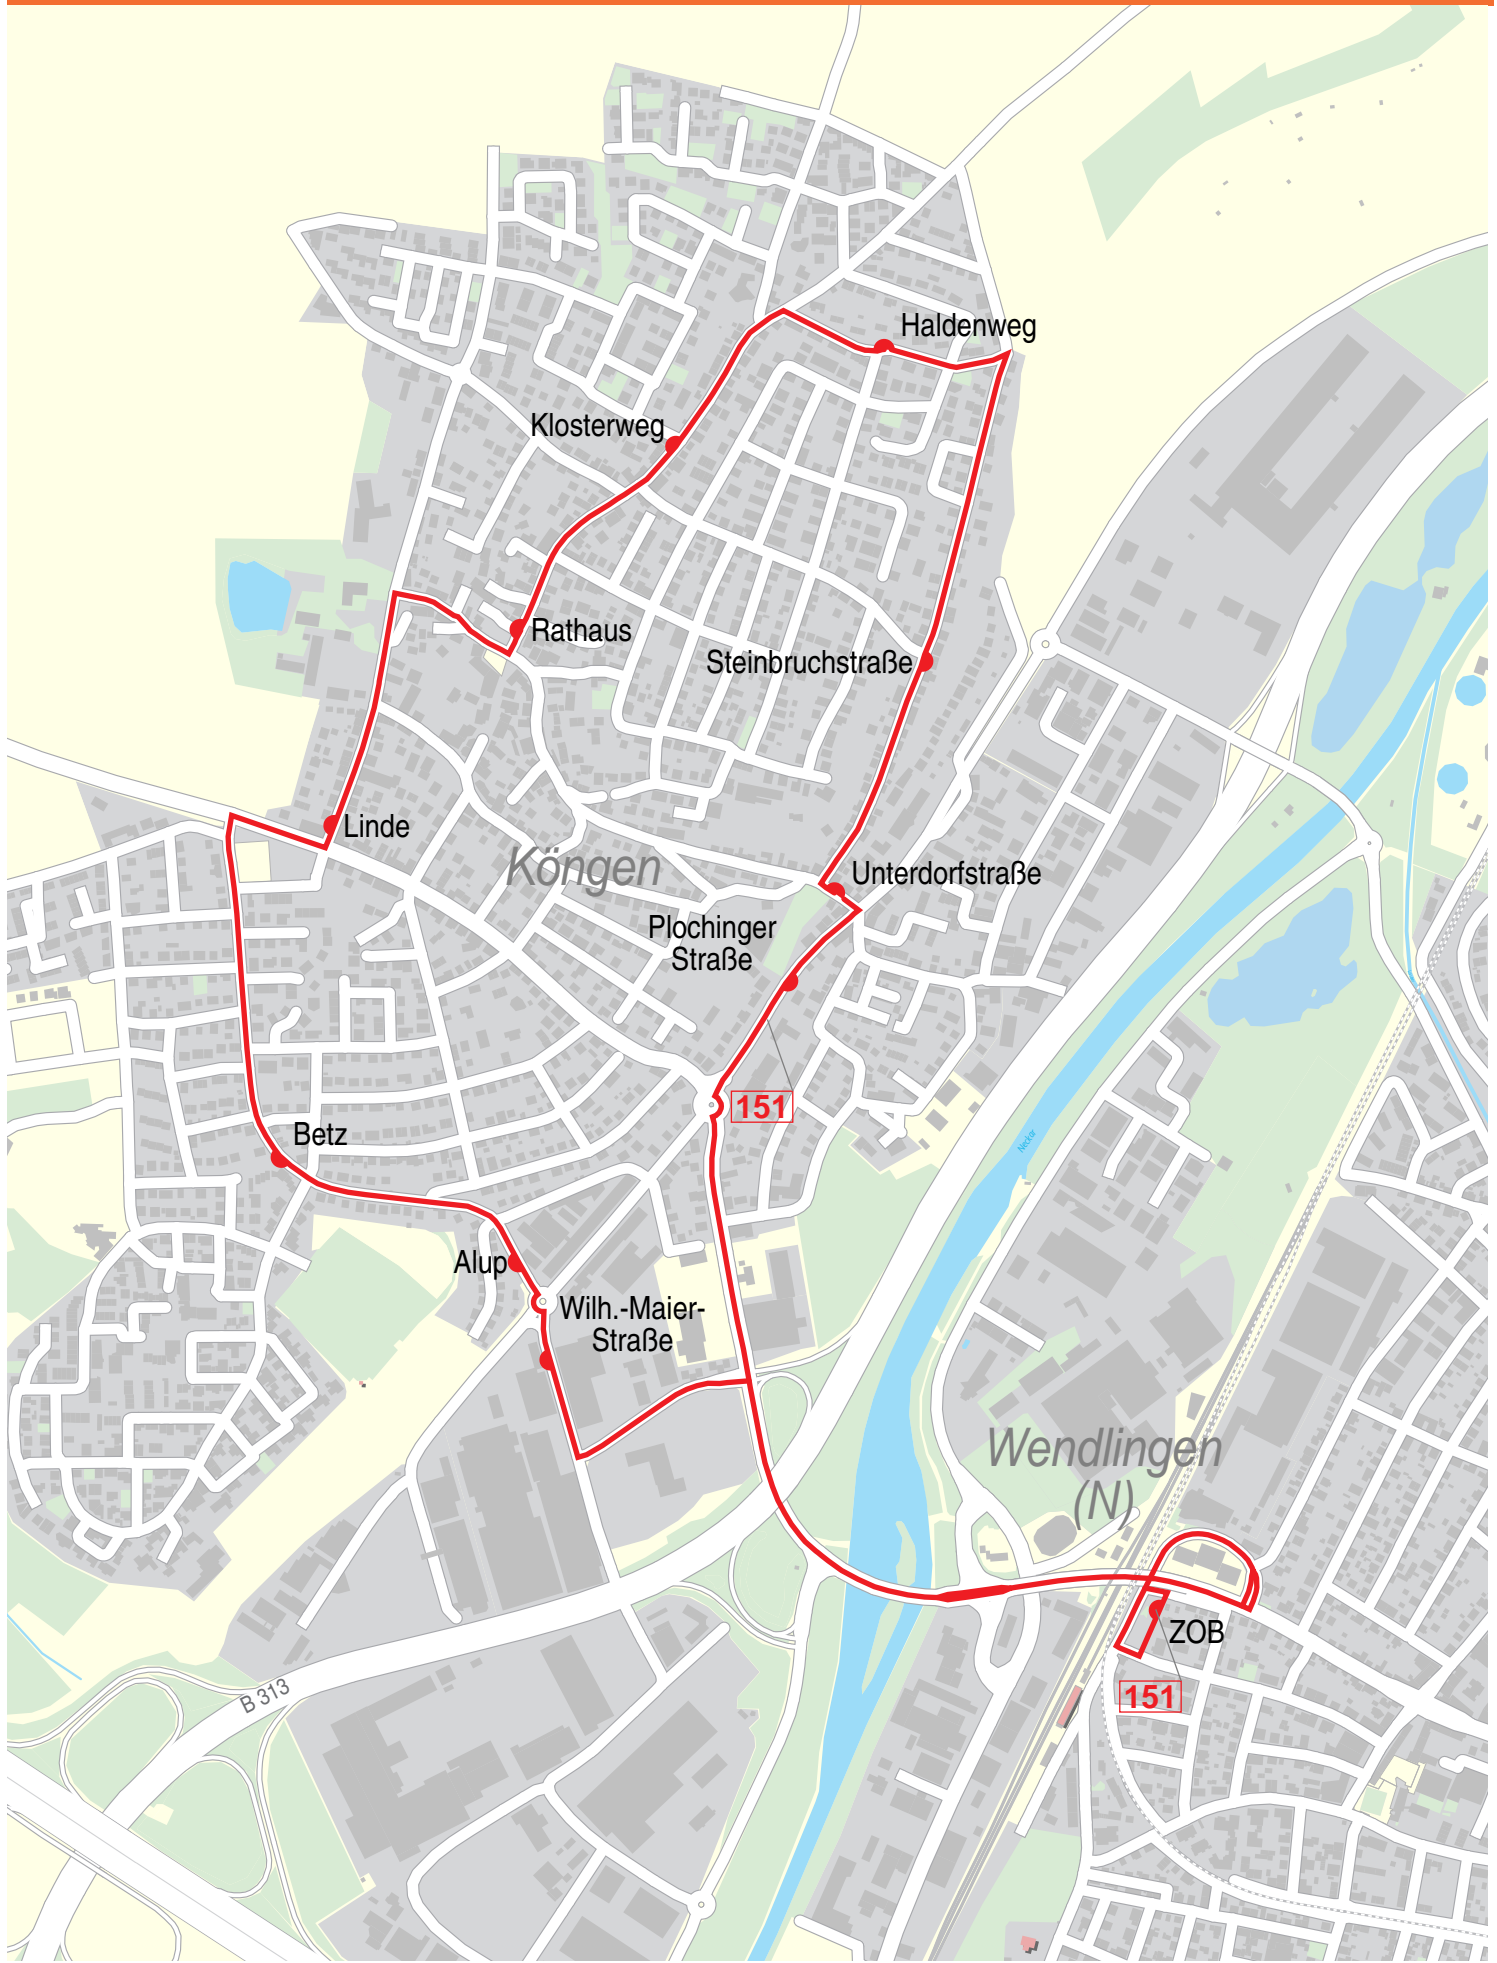 Haldenweg
Klosterweg
Rathaus
Steinbruchstraße
Linde
Köngen
Unterdorfstraße
Plochinger
Straße
151
Betz
Neckar
Alup
Wilh.-Maier-
Straße
Wendlingen
(N)
ZOB
B 313
151